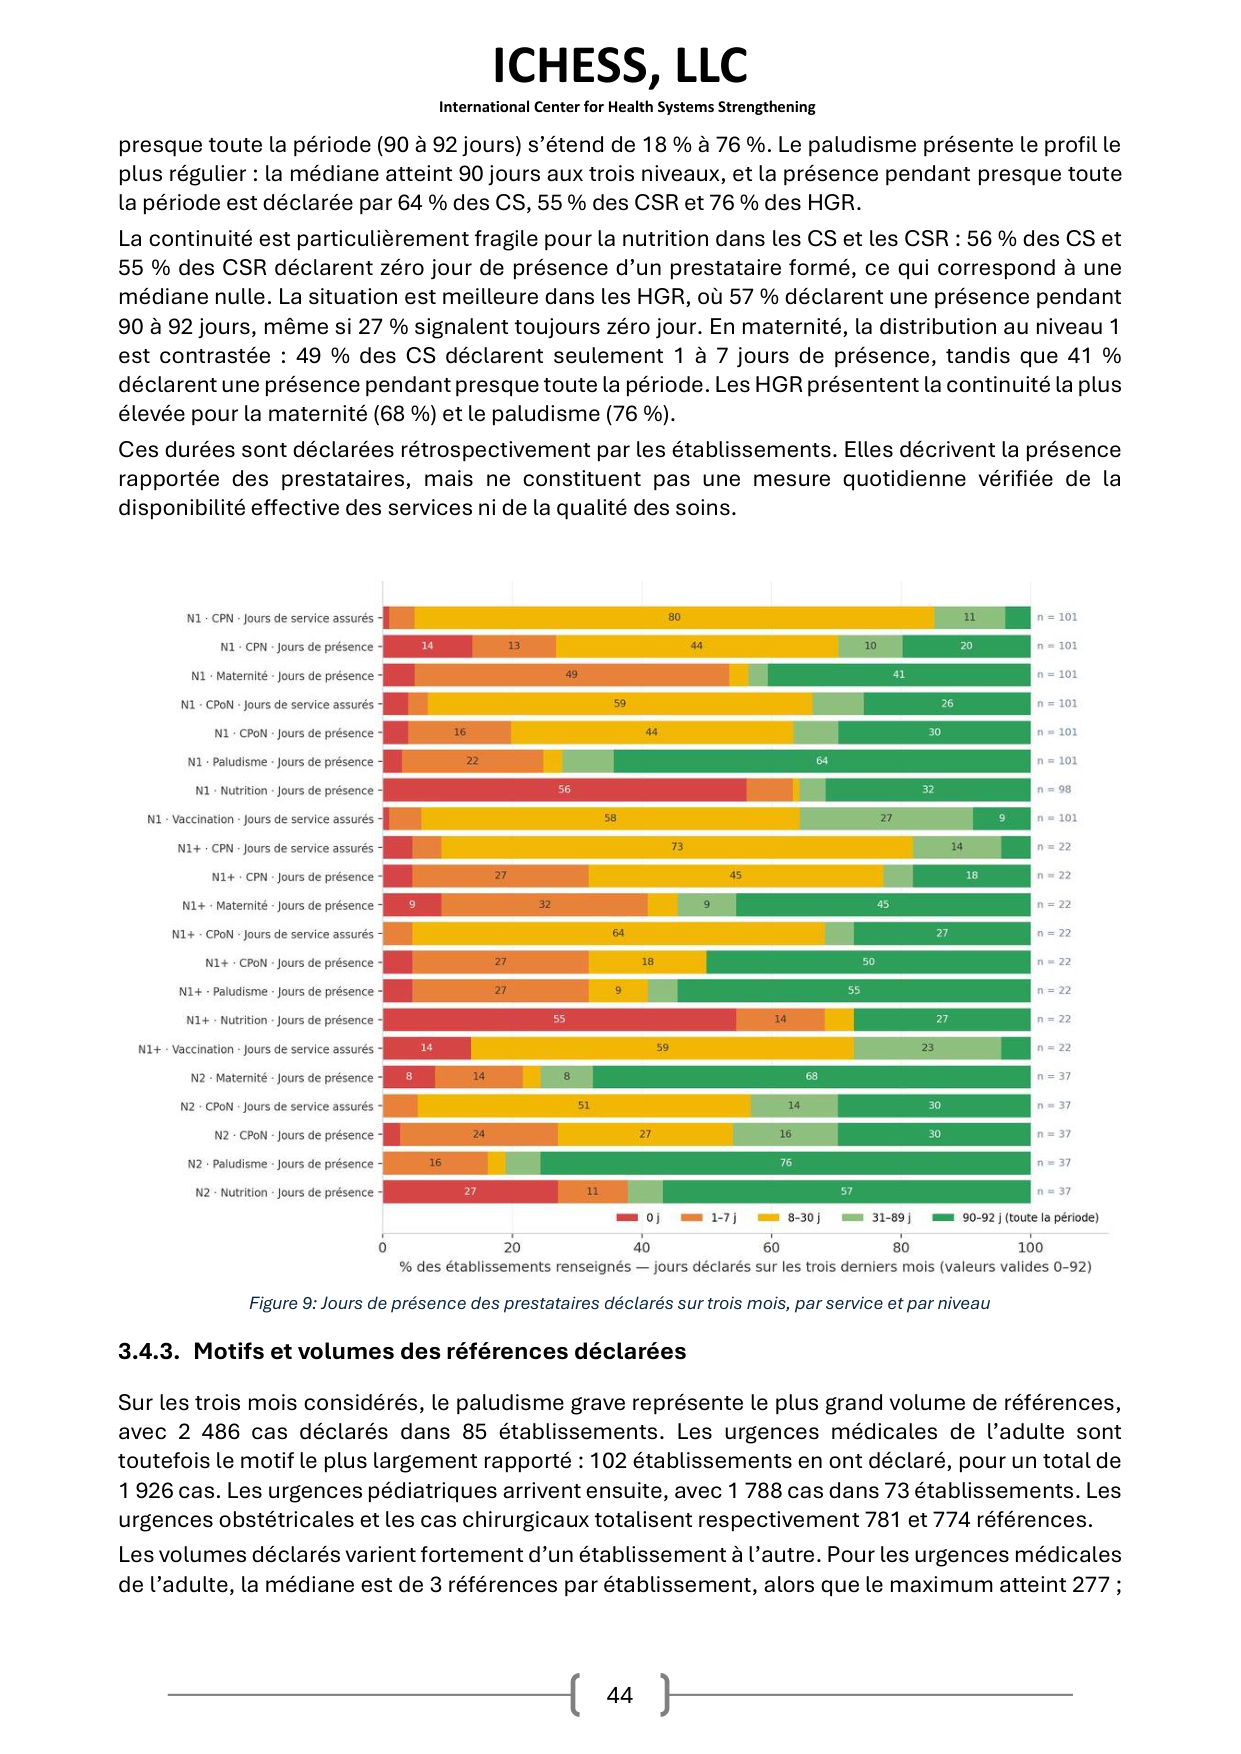 ICHESS, LLC
International Center for Health Systems Strengthening
presque toute la période (90 à 92 jours) s’étend de 18 % à 76 %. Le paludisme présente le profil le
plus régulier : la médiane atteint 90 jours aux trois niveaux, et la présence pendant presque toute
la période est déclarée par 64 % des CS, 55 % des CSR et 76 % des HGR.
La continuité est particulièrement fragile pour la nutrition dans les CS et les CSR : 56 % des CS et
55 % des CSR déclarent zéro jour de présence d’un prestataire formé, ce qui correspond à une
médiane nulle. La situation est meilleure dans les HGR, où 57 % déclarent une présence pendant
90 à 92 jours, même si 27 % signalent toujours zéro jour. En maternité, la distribution au niveau 1
est contrastée : 49 % des CS déclarent seulement 1 à 7 jours de présence, tandis que 41 %
déclarent une présence pendant presque toute la période. Les HGR présentent la continuité la plus
élevée pour la maternité (68 %) et le paludisme (76 %).
Ces durées sont déclarées rétrospectivement par les établissements. Elles décrivent la présence
rapportée des prestataires, mais ne constituent pas une mesure quotidienne vérifiée de la
disponibilité effective des services ni de la qualité des soins.
N1 · CPN · Jours de service assurés 80 11 n = 101
N1 · CPN · Jours de présence 14 13 44 10 20 n = 101
N1 · Maternité · Jours de présence 49 41 n = 101
N1 · CPoN · Jours de service assurés 59 26 n = 101
N1 · CPoN · Jours de présence 16 44 30 n = 101
N1 · Paludisme · Jours de présence 22 64 n = 101
N1 · Nutrition · Jours de présence 56 32 n = 98
N1 · Vaccination · Jours de service assurés 58 27 9 n = 101
N1+ · CPN · Jours de service assurés 73 14 n = 22
N1+ · CPN · Jours de présence 27 45 18 n = 22
N1+ · Maternité · Jours de présence 9 32 9 45 n = 22
N1+ · CPoN · Jours de service assurés 64 27 n = 22
N1+ · CPoN · Jours de présence 27 18 50 n = 22
N1+ · Paludisme · Jours de présence 27 9 55 n = 22
N1+ · Nutrition · Jours de présence 55 14 27 n = 22
N1+ · Vaccination · Jours de service assurés 14 59 23 n = 22
N2 · Maternité · Jours de présence 8 14 8 68 n = 37
N2 · CPoN · Jours de service assurés 51 14 30 n = 37
N2 · CPoN · Jours de présence 24 27 16 30 n = 37
N2 · Paludisme · Jours de présence 16 76 n = 37
N2 · Nutrition · Jours de présence 27 11 57 n = 37
0 j 1–7 j 8–30 j 31–89 j 90–92 j (toute la période)
0 20 40 60 80 100
% des établissements renseignés — jours déclarés sur les trois derniers mois (valeurs valides 0–92)
Figure 9: Jours de présence des prestataires déclarés sur trois mois, par service et par niveau
3.4.3. Motifs et volumes des références déclarées
Sur les trois mois considérés, le paludisme grave représente le plus grand volume de références,
avec 2 486 cas déclarés dans 85 établissements. Les urgences médicales de l’adulte sont
toutefois le motif le plus largement rapporté : 102 établissements en ont déclaré, pour un total de
1 926 cas. Les urgences pédiatriques arrivent ensuite, avec 1 788 cas dans 73 établissements. Les
urgences obstétricales et les cas chirurgicaux totalisent respectivement 781 et 774 références.
Les volumes déclarés varient fortement d’un établissement à l’autre. Pour les urgences médicales
de l’adulte, la médiane est de 3 références par établissement, alors que le maximum atteint 277 ;
44